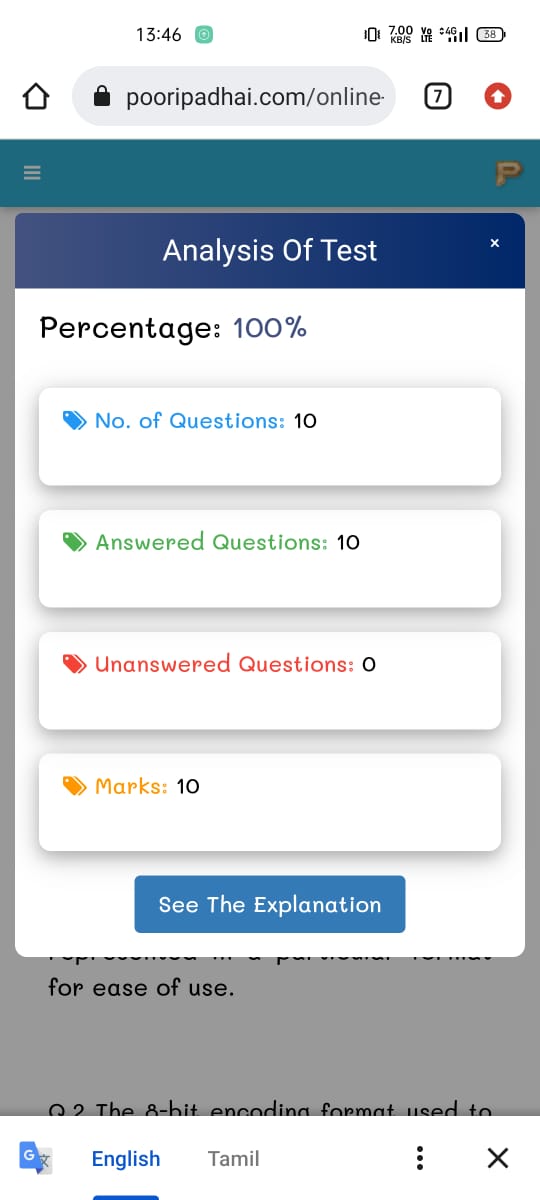 13:46 7.00 KB/S Vo LTE 4G 38
pooripadhai.com/online- 7
P
Analysis Of Test ×
Percentage: 100%
No. of Questions: 10
Answered Questions: 10
Unanswered Questions: 0
Marks: 10
See The Explanation
for ease of use.
Q.2 The 8-bit encoding format used to
G 文 English Tamil